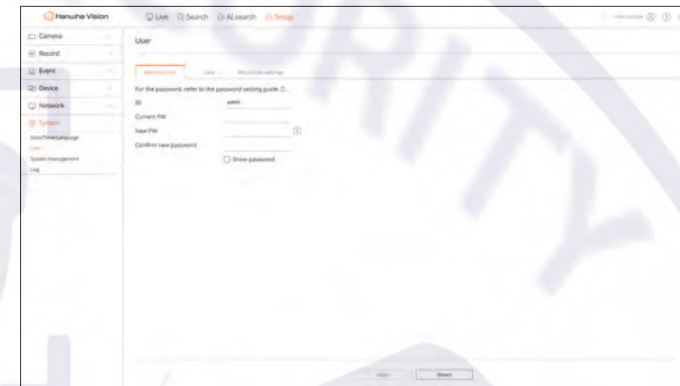 Hanwha Vision
Live Search AI search Setup
Camera
Record
Event
Device
Network
System
Date/Time/Language
User
System management
Log
User
Administrator User
For the password, refer to the password setting guide
ID admin
Current PW
New PW
Confirm new password
Show password
SECURITY